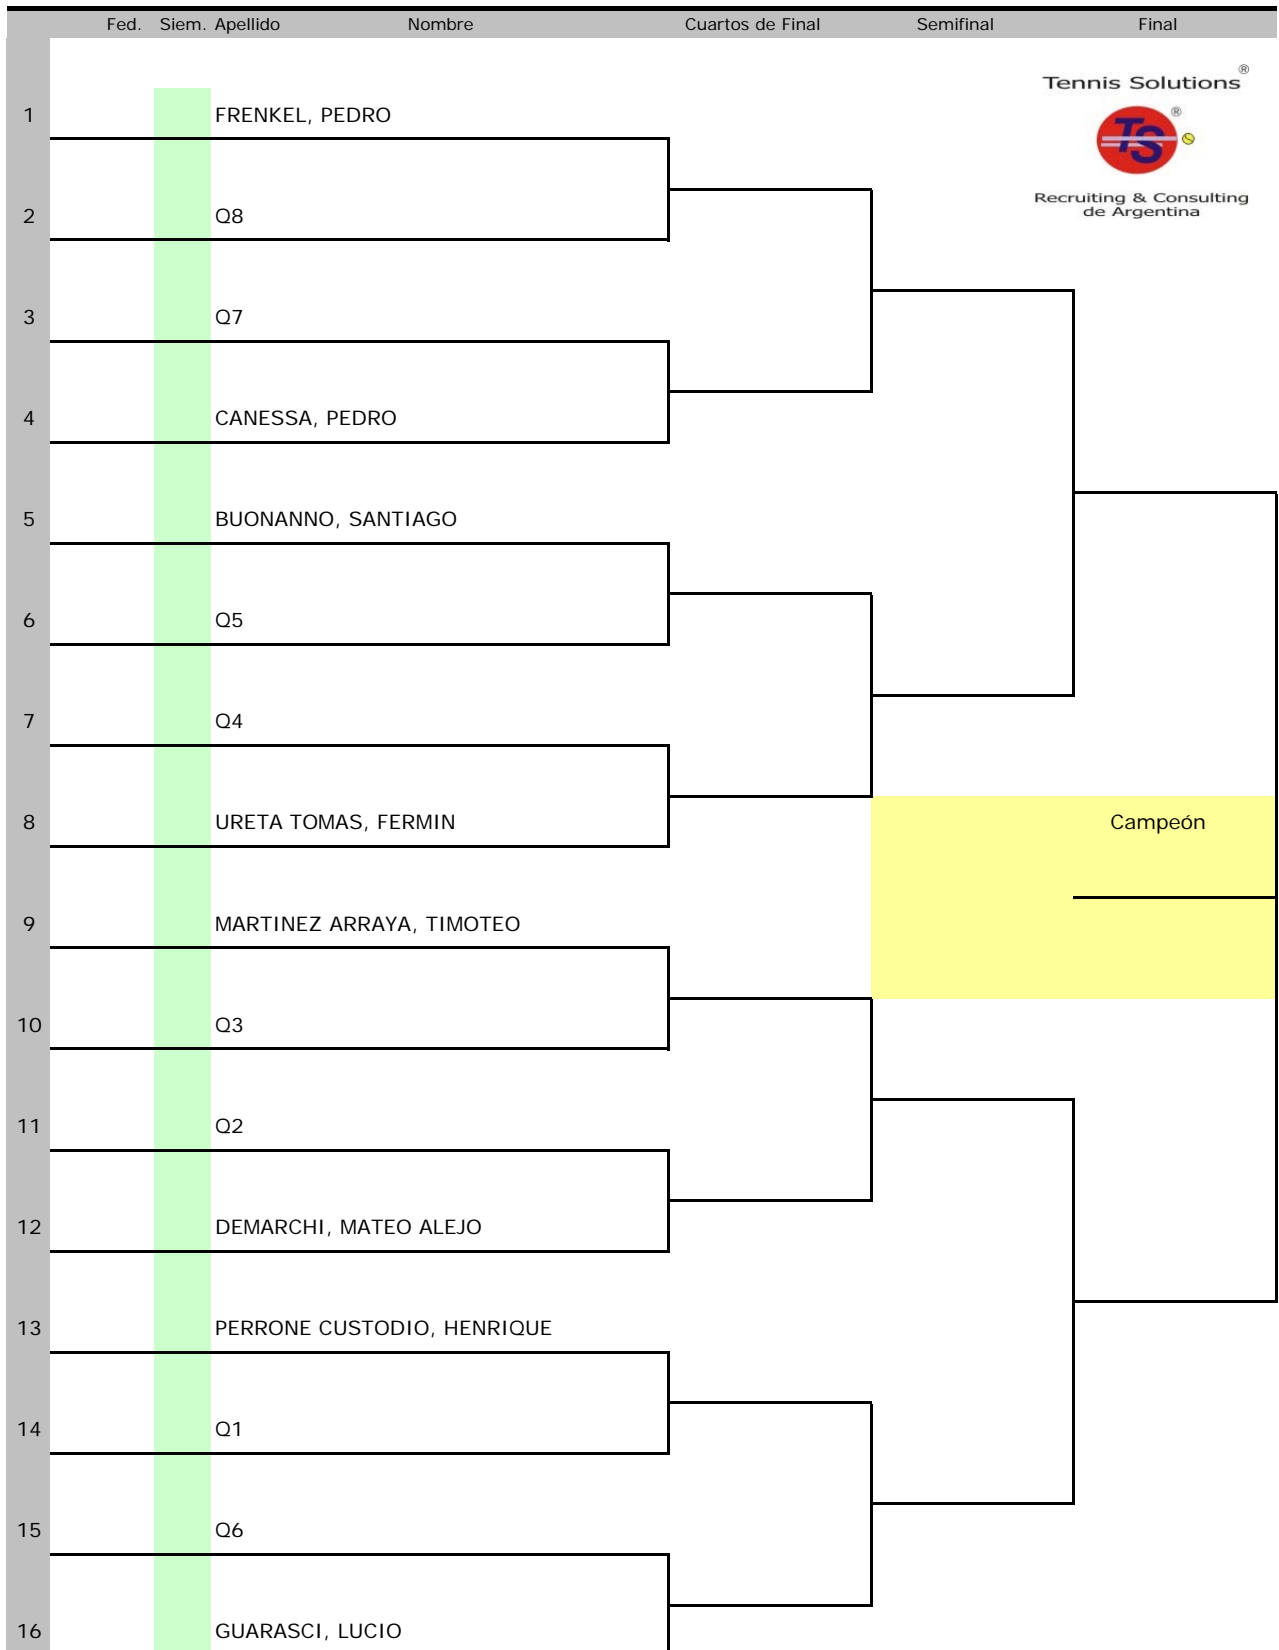 Fed. Siem. Apellido Nombre Cuartos de Final Semifinal Final
Tennis Solutions®
TS®
Recruiting & Consulting
de Argentina
1 FRENKEL, PEDRO
2 Q8
3 Q7
4 CANESSA, PEDRO
5 BUONANNO, SANTIAGO
6 Q5
7 Q4
8 URETA TOMAS, FERMIN Campeón
9 MARTINEZ ARRAYA, TIMOTEO
10 Q3
11 Q2
12 DEMARCHI, MATEO ALEJO
13 PERRONE CUSTODIO, HENRIQUE
14 Q1
15 Q6
16 GUARASCI, LUCIO